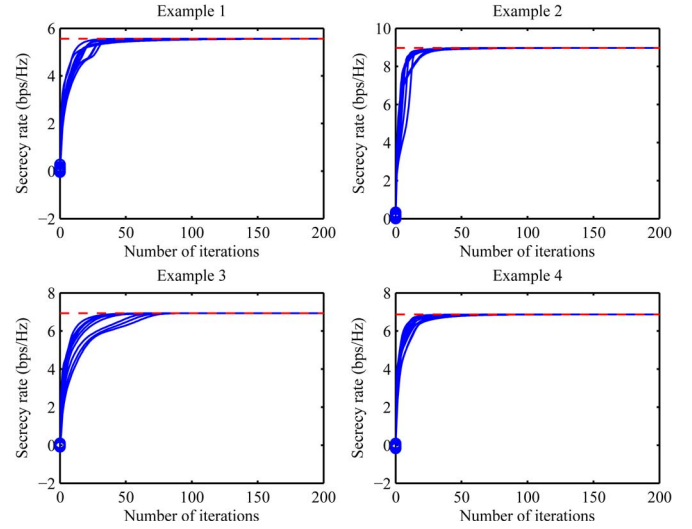 Example 1
Secrecy rate (bps/Hz)
6
4
2
0
−2
0 50 100 150 200
Number of iterations
Example 2
Secrecy rate (bps/Hz)
10
8
6
4
2
0
0 50 100 150 200
Number of iterations
Example 3
Secrecy rate (bps/Hz)
8
6
4
2
0
−2
0 50 100 150 200
Number of iterations
Example 4
Secrecy rate (bps/Hz)
8
6
4
2
0
−2
0 50 100 150 200
Number of iterations